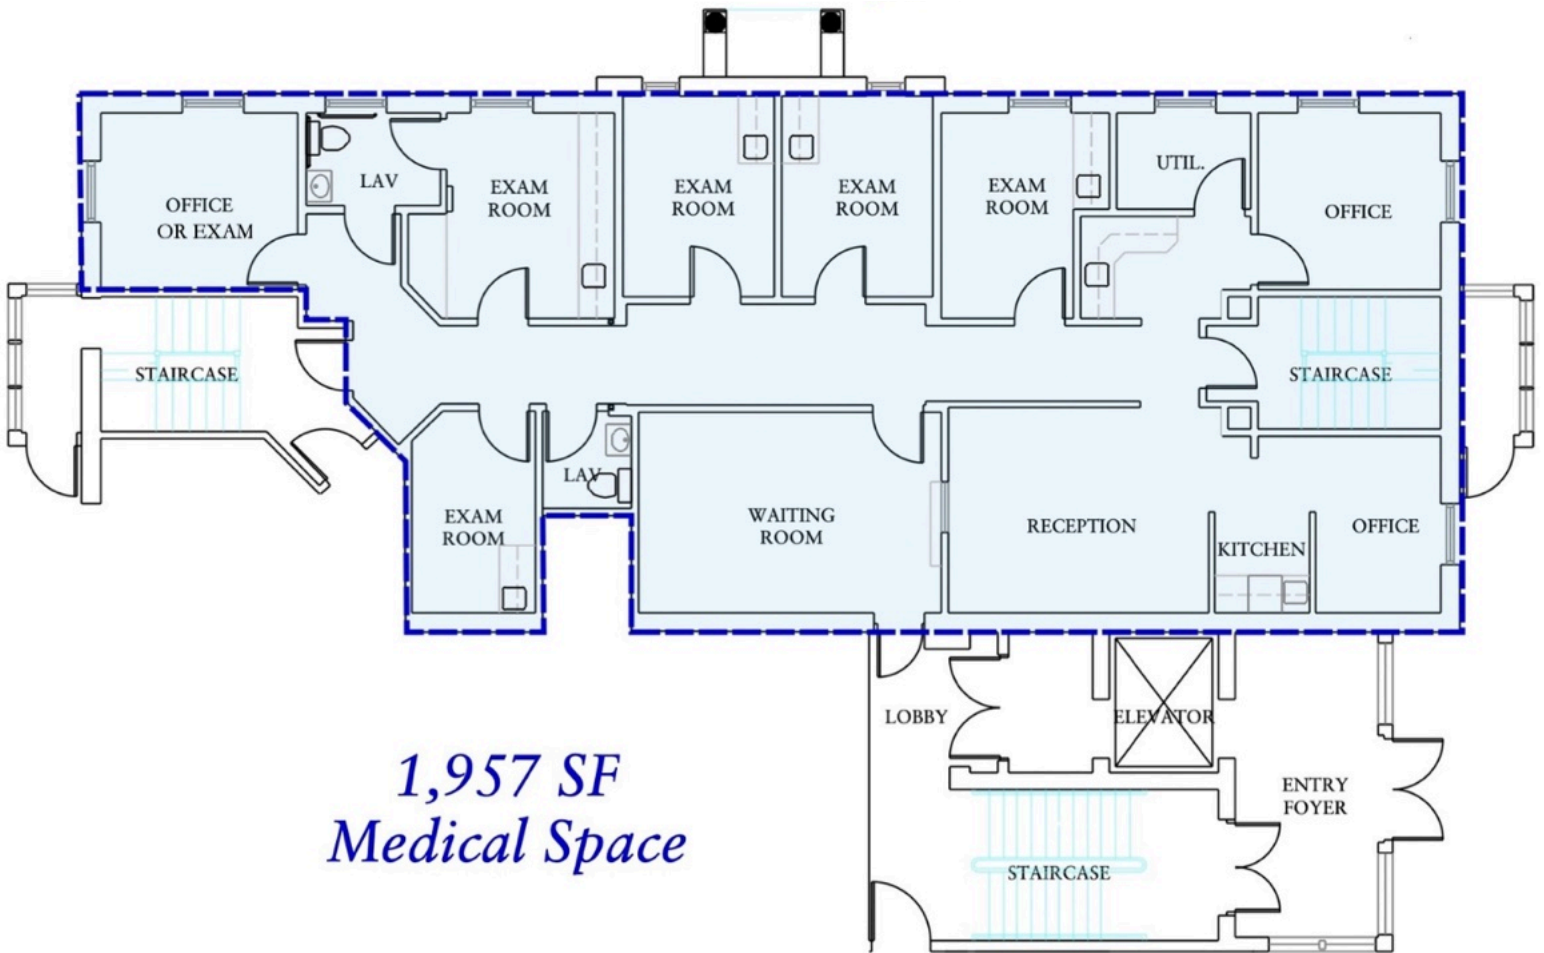 OFFICE
OR EXAM
LAV
EXAM
ROOM
EXAM
ROOM
EXAM
ROOM
EXAM
ROOM
UTIL.
OFFICE
STAIRCASE
STAIRCASE
EXAM
ROOM
LAV
WAITING
ROOM
RECEPTION
KITCHEN
OFFICE
LOBBY
ELEVATOR
ENTRY
FOYER
STAIRCASE
1,957 SF
Medical Space